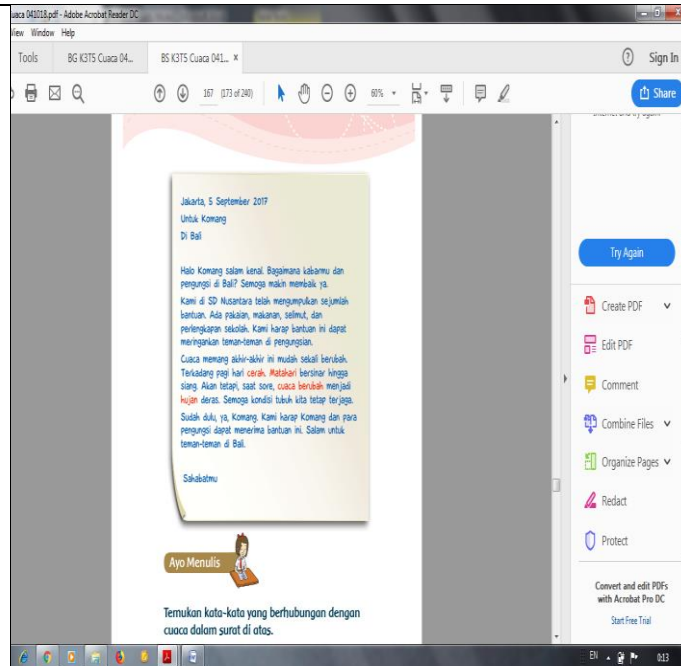 uaca 041018.pdf - Adobe Acrobat Reader DC
View Window Help
Tools BG K3T5 Cuaca 04... BS K3T5 Cuaca 041... x
Sign In
167 (173 of 240) 60%
Share
Try Again
Create PDF
Edit PDF
Comment
Combine Files
Organize Pages
Redact
Protect
Convert and edit PDFs
with Acrobat Pro DC
Start Free Trial
Jakarta, 5 September 2017
Untuk Komang
Di Bali
Halo Komang salam kenal. Bagaimana kabarmu dan
pengungsi di Bali? Semoga makin membaik ya.
Kami di SD Nusantara telah mengumpulkan sejumlah
bantuan. Ada pakaian, makanan, selimut, dan
perlengkapan sekolah. Kami harap bantuan ini dapat
meringankan teman-teman di pengungsian.
Cuaca memang akhir-akhir ini mudah sekali berubah.
Terkadang pagi hari cerah. Matahari bersinar hingga
siang. Akan tetapi, saat sore, cuaca berubah menjadi
hujan deras. Semoga kondisi tubuh kita tetap terjaga.
Sudah dulu, ya, Komang. Kami harap Komang dan para
pengungsi dapat menerima bantuan ini. Salam untuk
teman-teman di Bali.
Sahabatmu
Ayo Menulis
Temukan kata-kata yang berhubungan dengan
cuaca dalam surat di atas.
EN 0:13